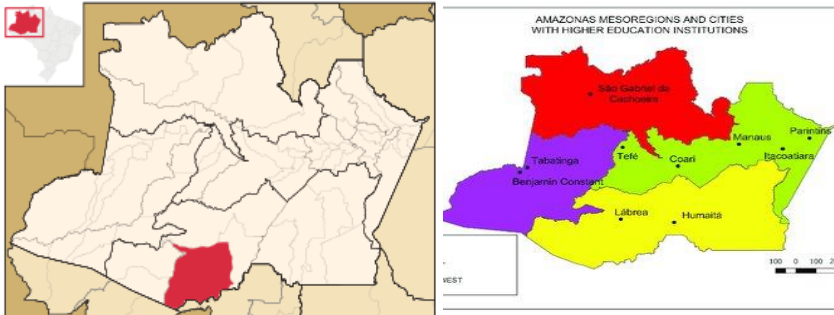 AMAZONAS MESOREGIONS AND CITIES
WITH HIGHER EDUCATION INSTITUTIONS
São Gabriel da
Cachoeira
Manaus
Parintins
Itacoatiara
Tefé
Coari
Tabatinga
Benjamin Constant
Lábrea
Humaitá
100 0 100